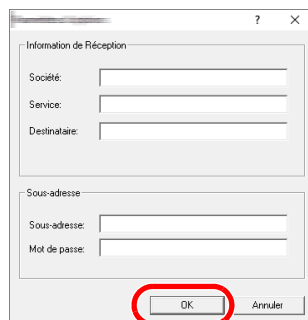 ?
Information de Réception
Société:
Service:
Destinataire:
Sous-adresse
Sous-adresse:
Mot de passe:
OK Annuler